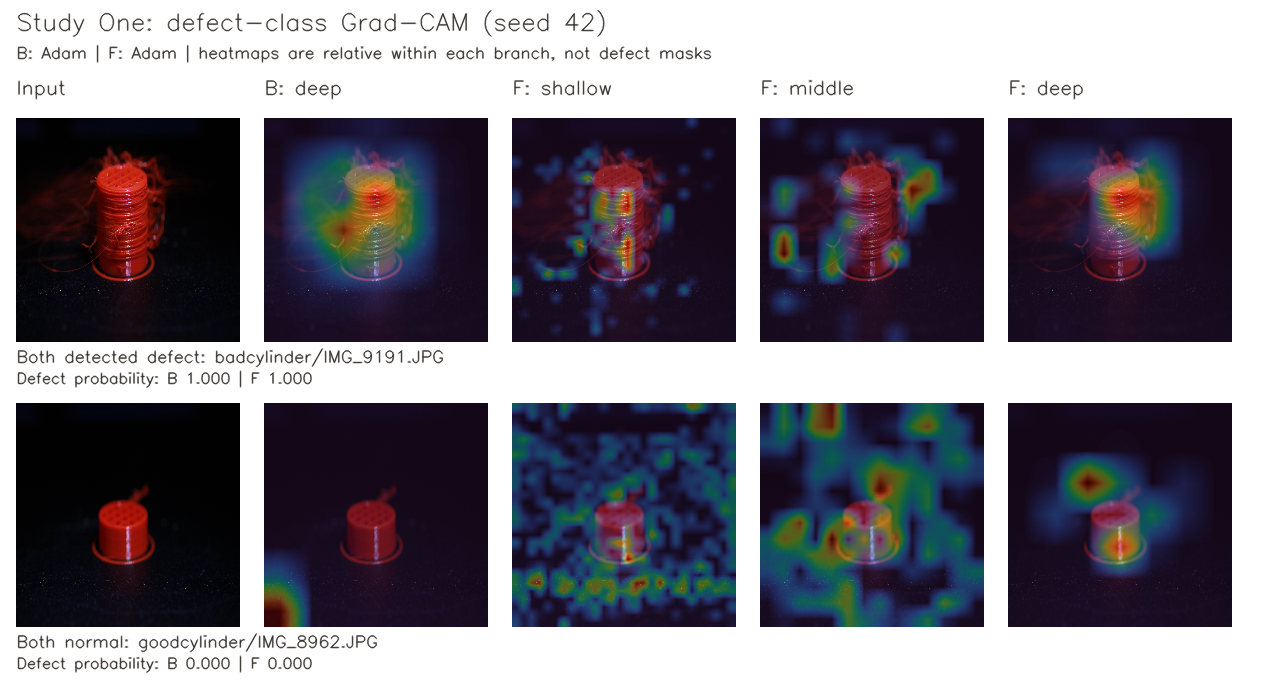 Study One: defect-class Grad-CAM (seed 42)
B: Adam | F: Adam | heatmaps are relative within each branch, not defect masks
Input B: deep F: shallow F: middle F: deep
Both detected defect: badcylinder/IMG_9191.JPG
Defect probability: B 1.000 | F 1.000
Both normal: goodcylinder/IMG_8962.JPG
Defect probability: B 0.000 | F 0.000